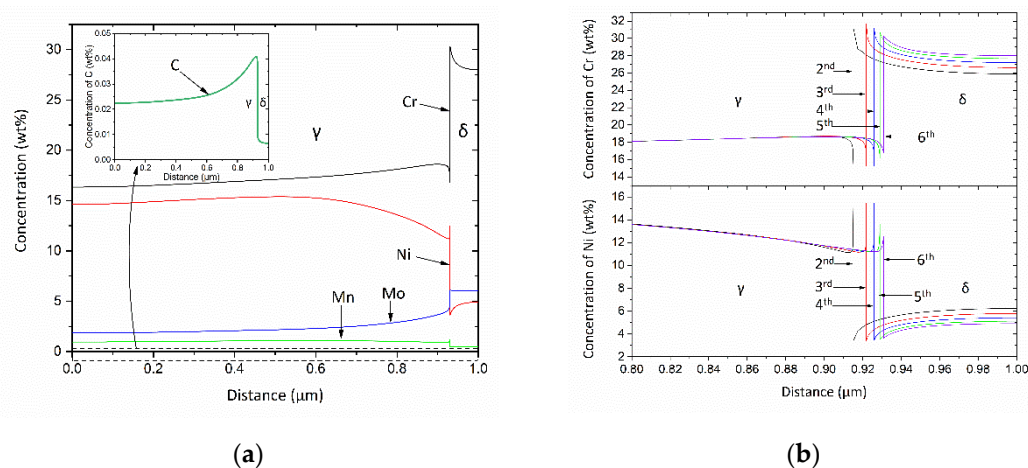 Concentration (wt%)
30
25
20
15
10
5
0
0.0
0.2
0.4
0.6
0.8
1.0
Distance (μm)
Concentration of C (wt%)
0.05
0.04
0.03
0.02
0.01
0.00
0.0 0.2 0.4 0.6 0.8 1.0
Distance (μm)
C
γ δ
Cr
γ
δ
Ni
Mn
Mo
(a)
Concentration of Cr (wt%)
32
30
28
26
24
22
20
18
16
14
2nd
3rd
4th
5th
6th
γ
δ
Concentration of Ni (wt%)
16
14
12
10
8
6
4
2
2nd
3rd
4th
5th
6th
γ
δ
0.80 0.82 0.84 0.86 0.88 0.90 0.92 0.94 0.96 0.98 1.00
Distance (μm)
(b)